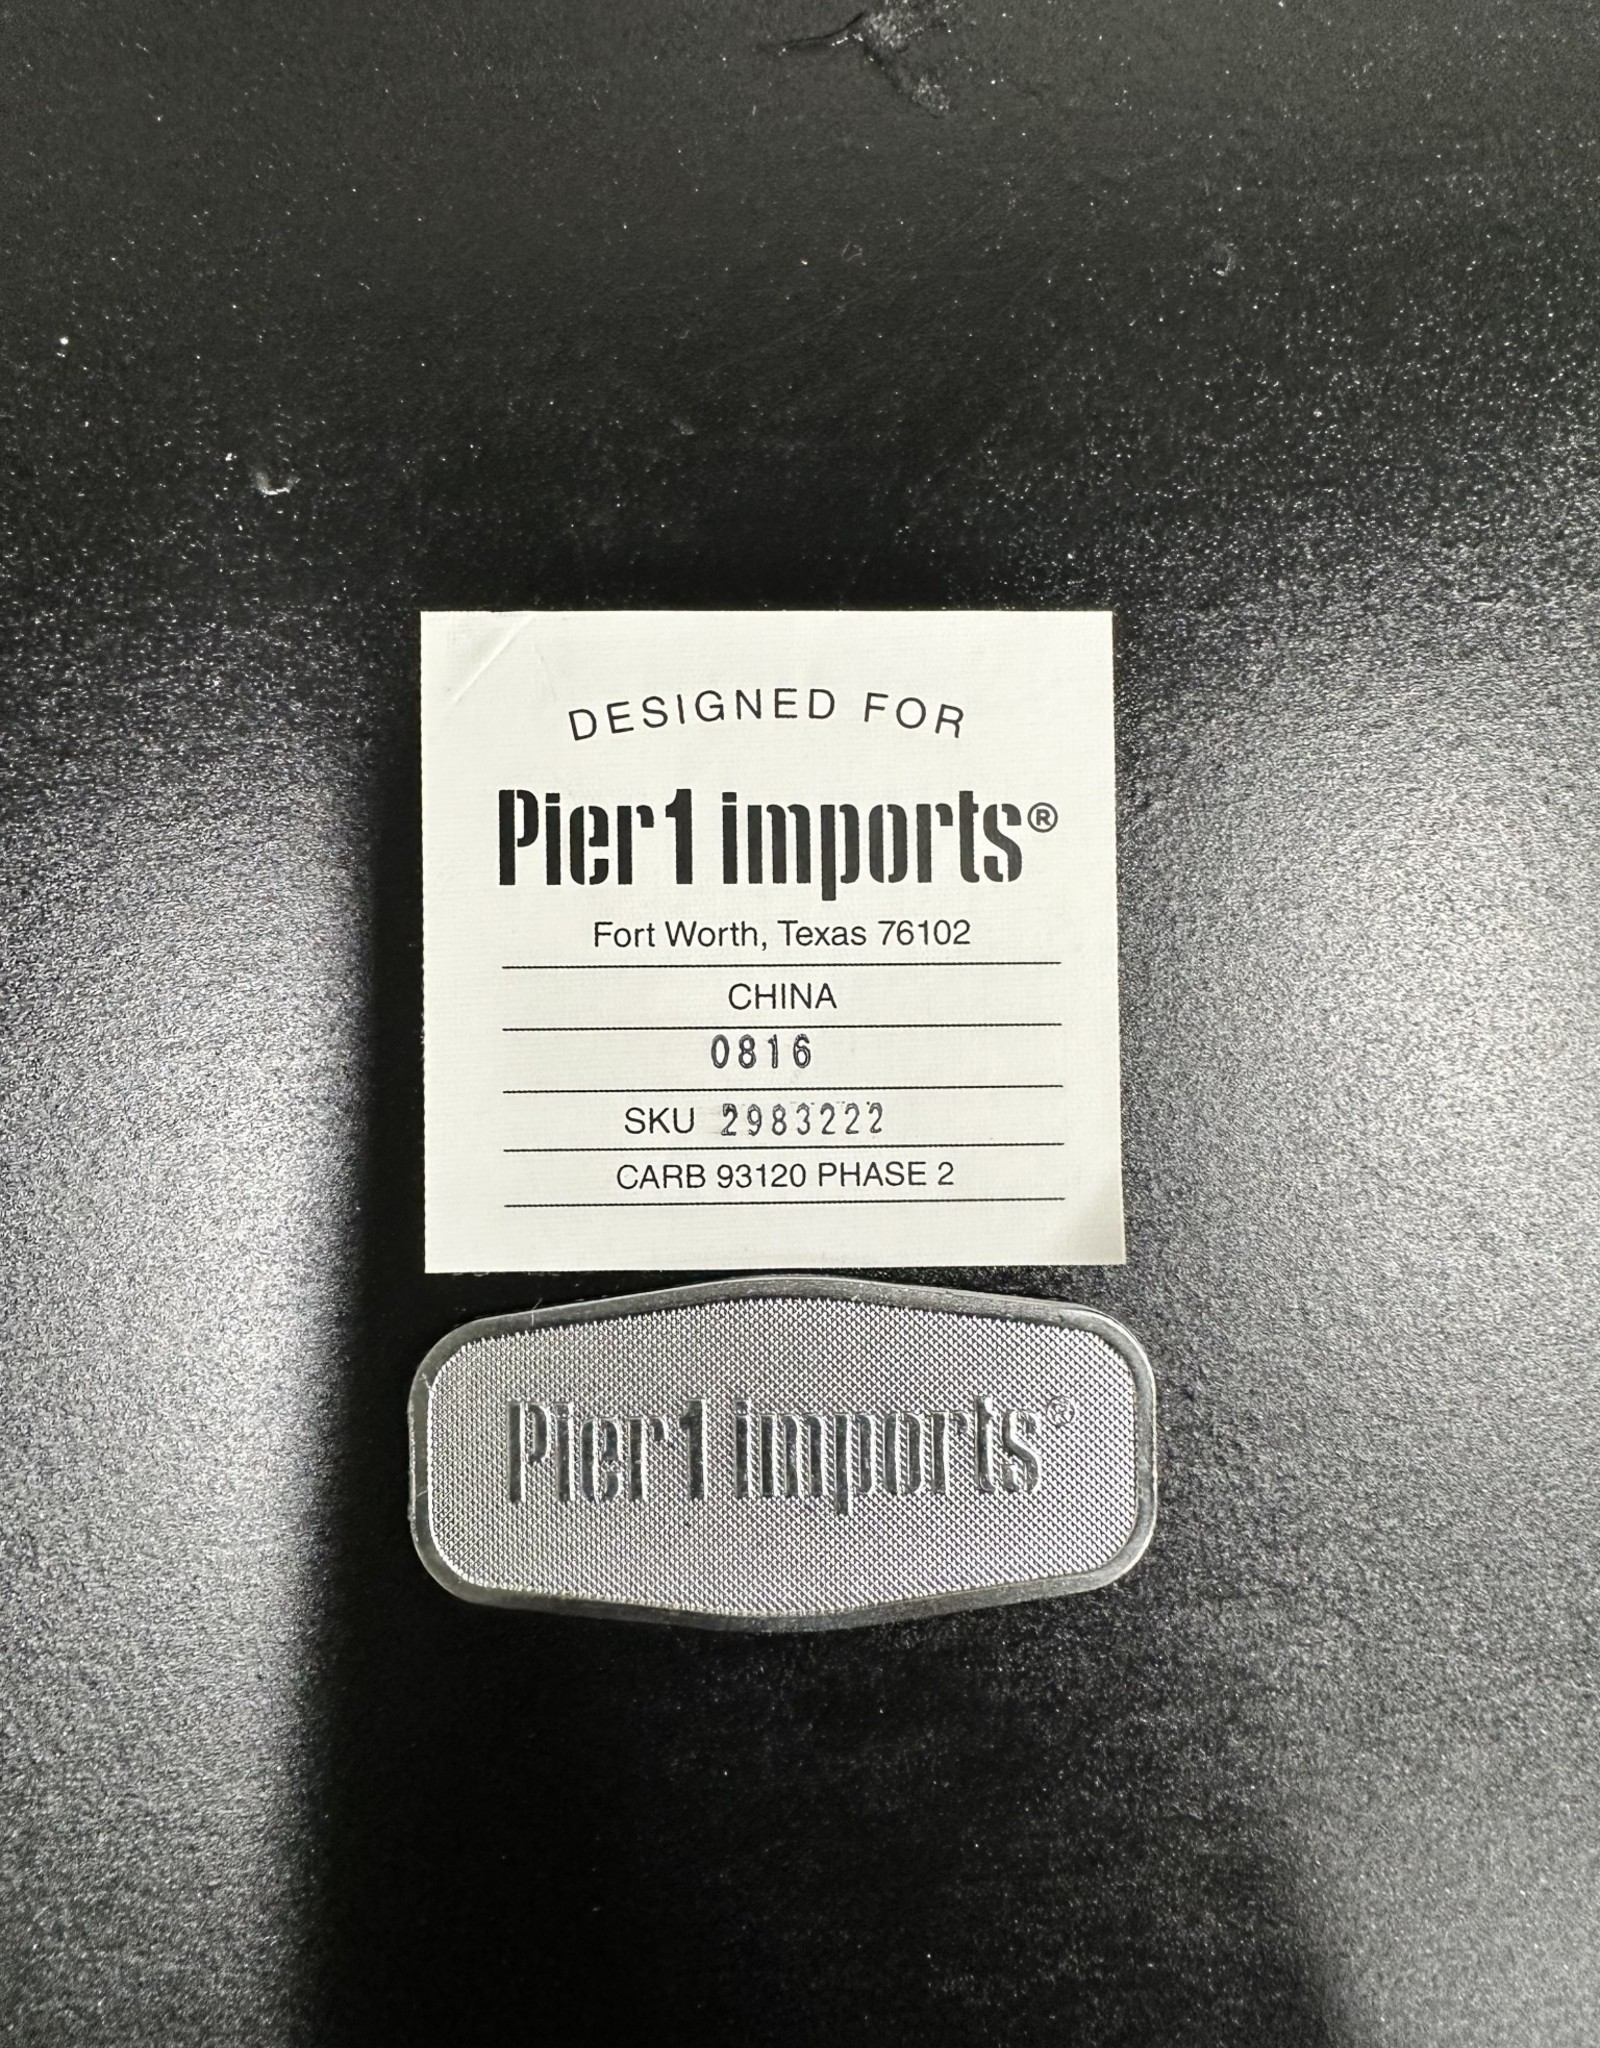 DESIGNED FOR
Pier1 imports®
Fort Worth, Texas 76102
CHINA
0816
SKU 2983222
CARB 93120 PHASE 2
Pier1 imports®